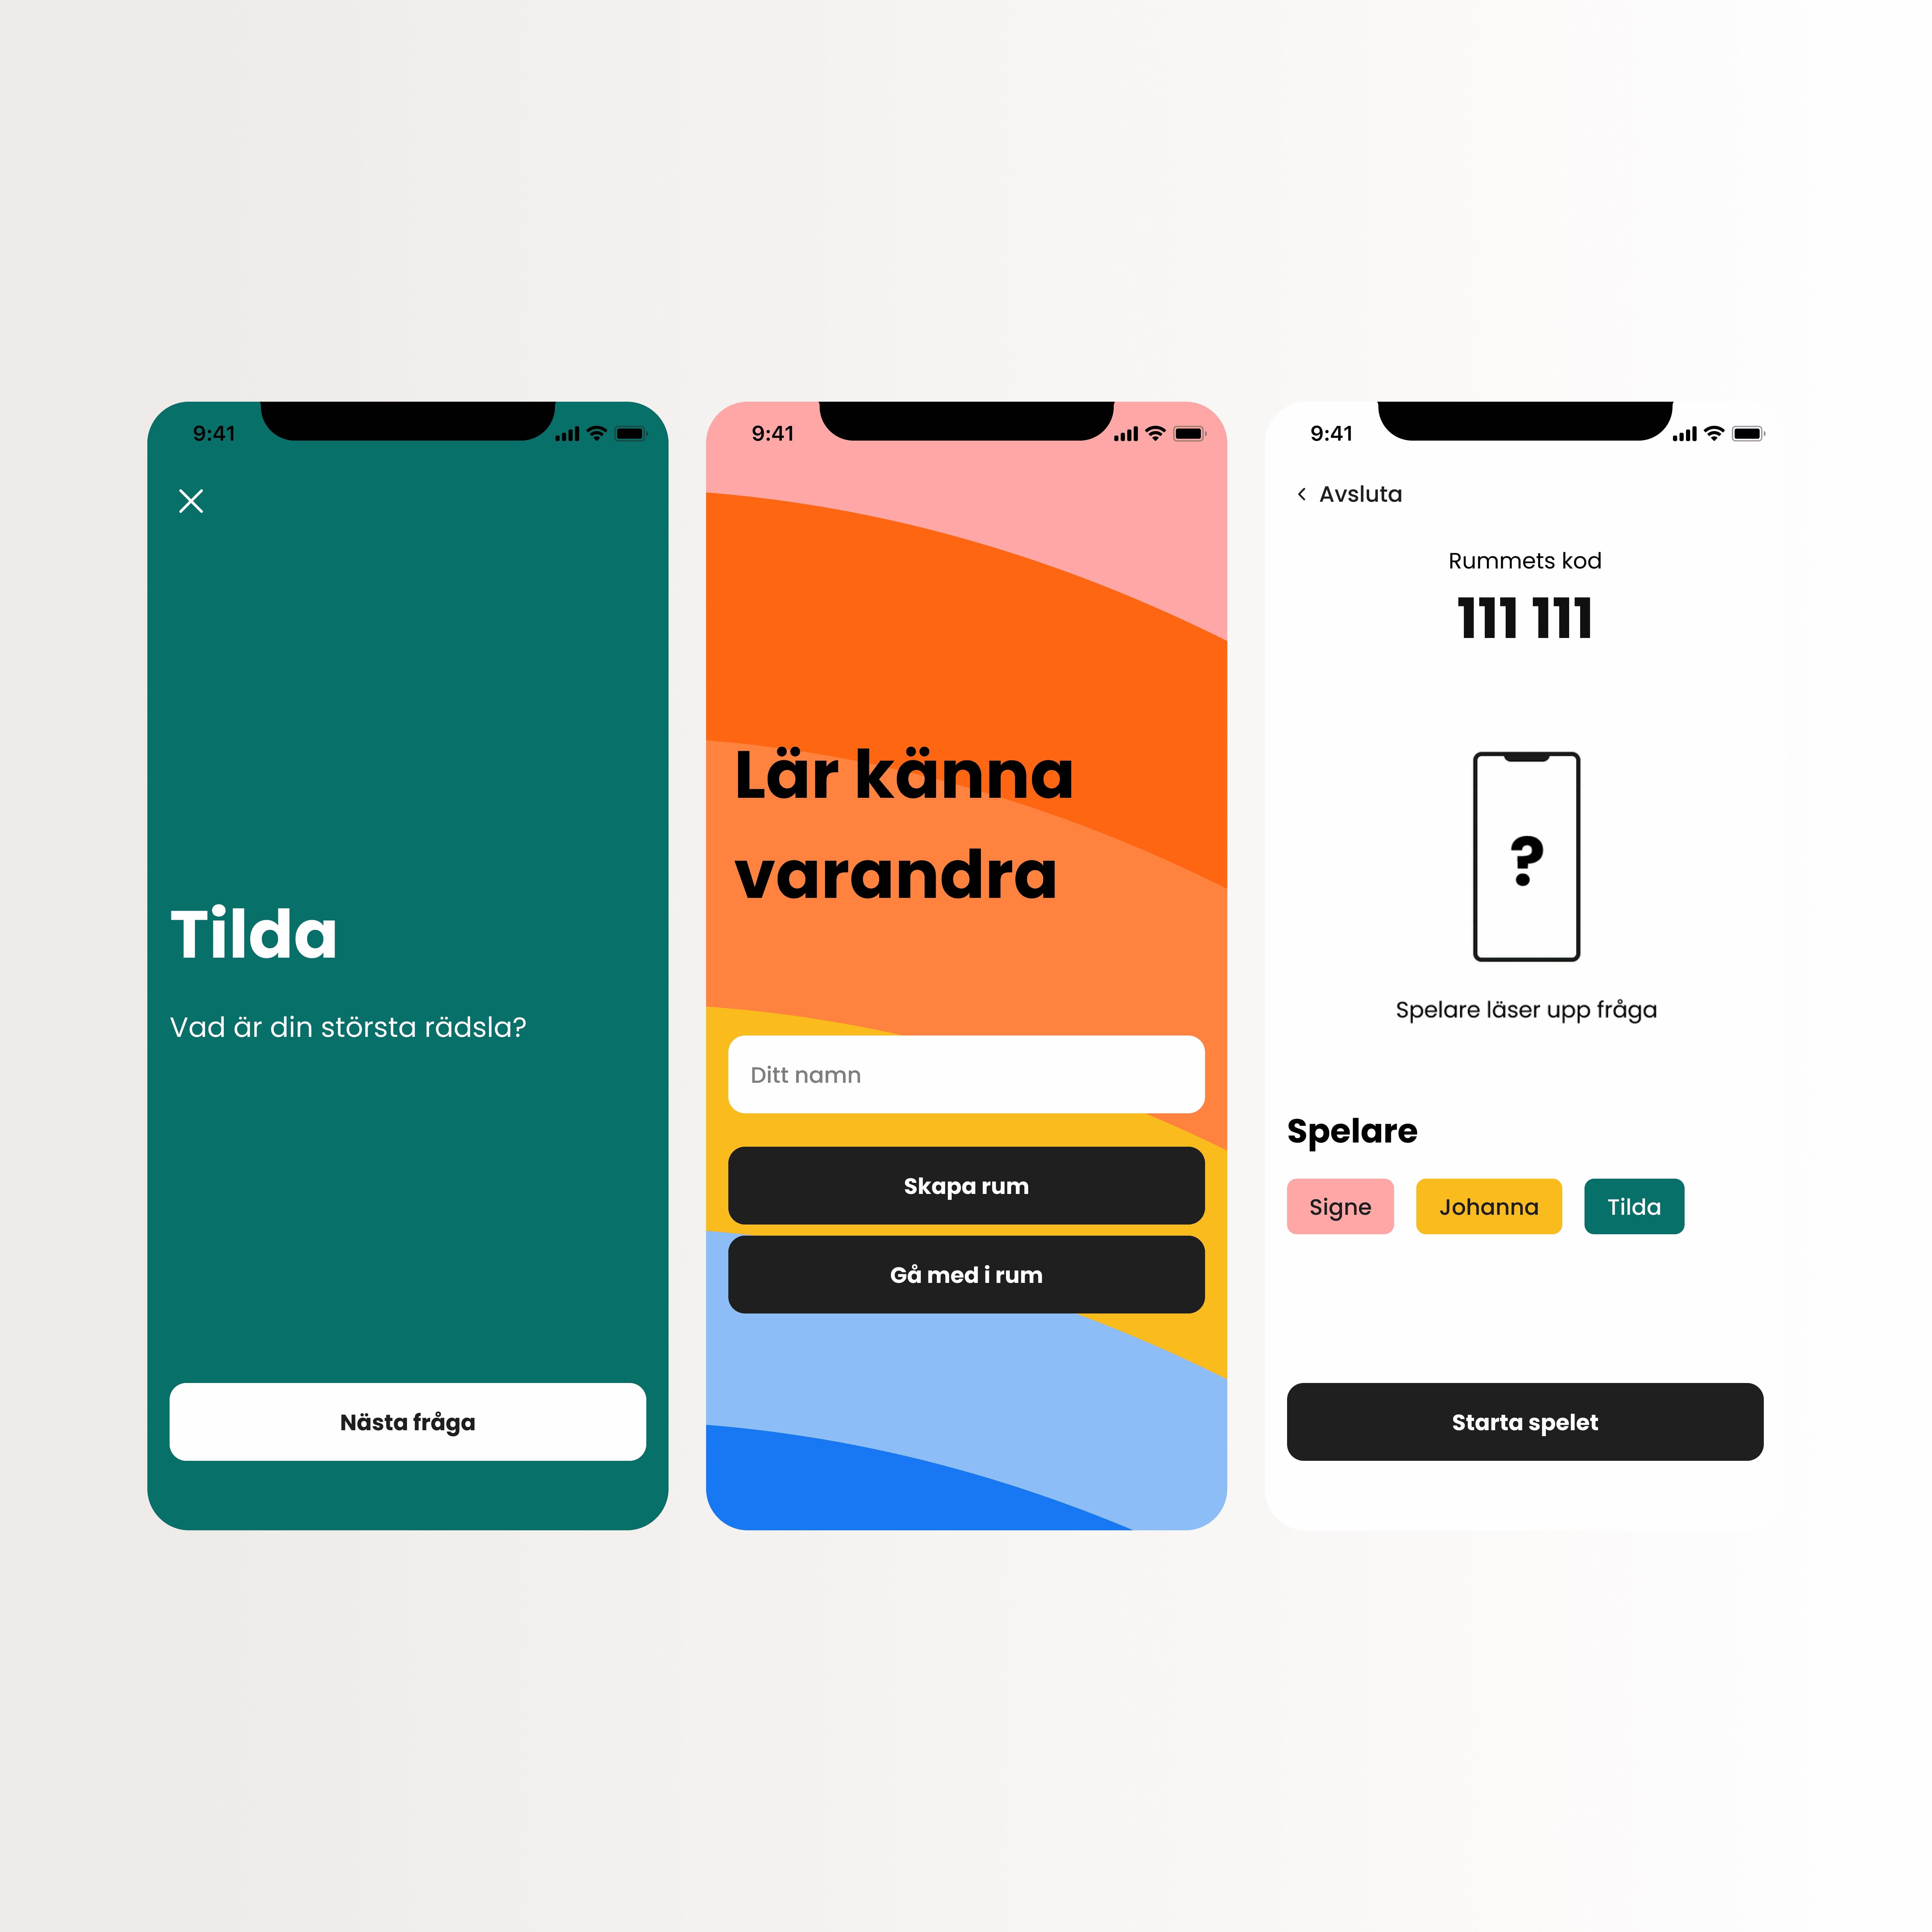 9:41
Tilda
Vad är din största rädsla?
Nästa fråga
9:41
Lär känna
varandra
Ditt namn
Skapa rum
Gå med i rum
9:41
Avsluta
Rummets kod
111 111
?
Spelare läser upp fråga
Spelare
Signe Johanna Tilda
Starta spelet